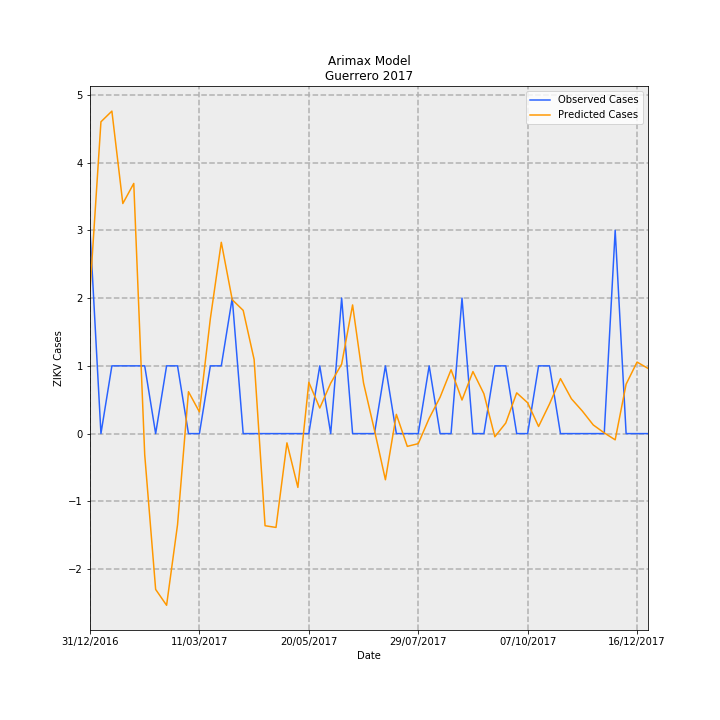 Arimax Model
Guerrero 2017
Observed Cases
Predicted Cases
5
4
3
2
1
0
−1
−2
ZIKV Cases
31/12/2016 11/03/2017 20/05/2017 29/07/2017 07/10/2017 16/12/2017
Date